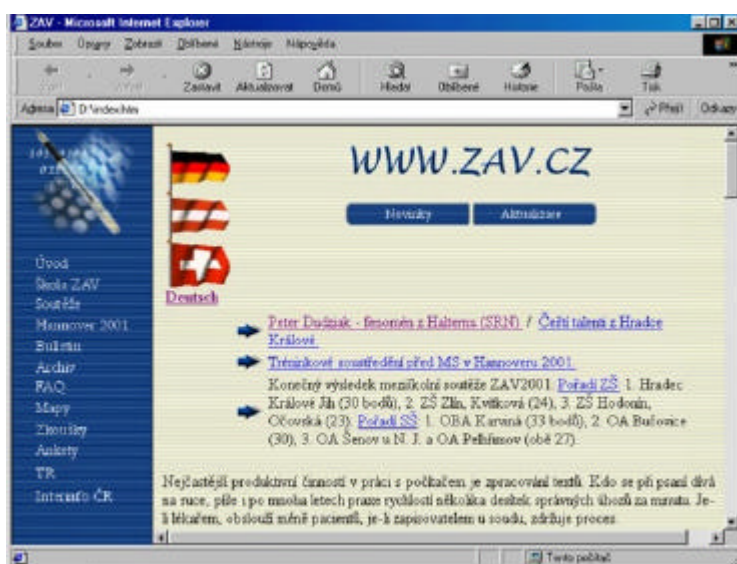 ZAV - Microsoft Internet Explorer
Soubor Úpravy Zobrazit Oblíbené Nástroje Nápověda
Zpět Vpřed Zastavit Aktualizovat Domů Hledat Oblíbené Historie Pošta Tisk
Adresa D:\index.htm Přejít Odkazy
WWW.ZAV.CZ
Novinky Aktualizace
Deutsch
Úvod
Škola ZAV
Soutěže
Hannover 2001
Bulletin
Archiv
FAQ
Mapy
Zkoušky
Ankety
TR
Interinfo ČR
Peter Dudziak - fenomén z Halternu (SRN) / Čeští talenti z Hradce
Králové
Tréninkové soustředění před MS v Hannoveru 2001.
Konečný výsledek meziškolní soutěže ZAV2001. Pořadí ZŠ: 1. Hradec
Králové Jih (30 bodů), 2. ZŠ Zlín, Kvítková (24), 3. ZŠ Hodonín,
Očovská (23). Pořadí SŠ: 1. OBA Karviná (33 bodů), 2. OA Bučovice
(30), 3. OA Šenov u N. J. a OA Pelhřimov (obě 27).
Nejčastější produktivní činností v práci s počítačem je zpracování textů. Kdo se při psaní dívá
na ruce, píše i po mnoha letech praxe rychlostí několika desítek správných úhozů za minutu. Je-
li lékařem, obslouží méně pacientů, je-li zapisovatelem u soudu, zdržuje proces.
Tento počítač